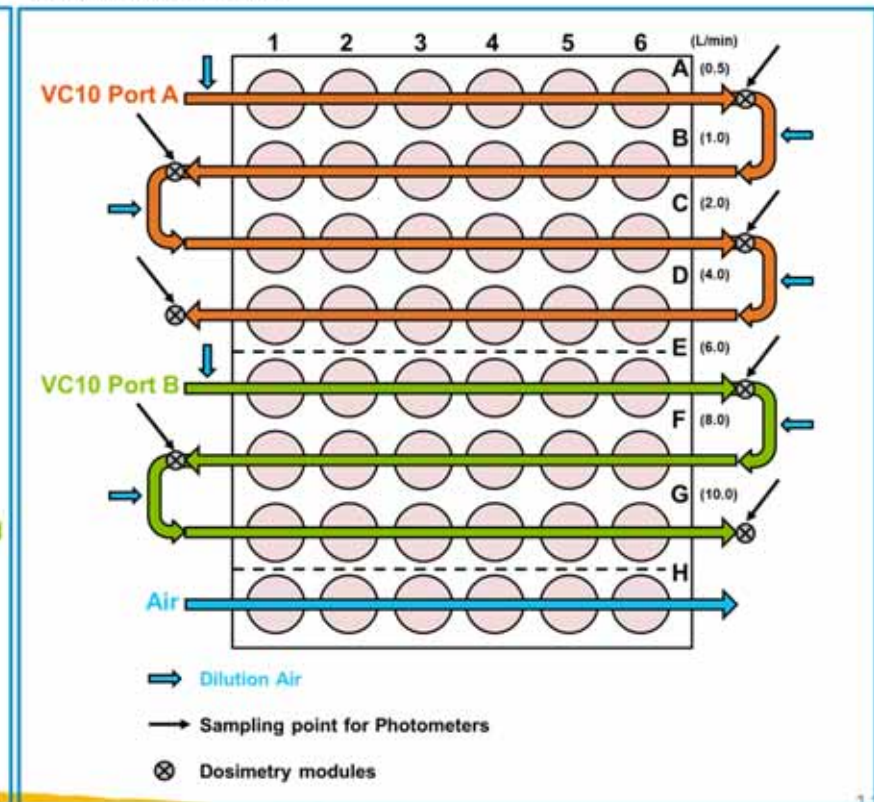 1 2 3 4 5 6 (L/min)
A (0.5)
VC10 Port A
B (1.0)
C (2.0)
D (4.0)
E (6.0)
VC10 Port B
F (8.0)
G (10.0)
H
Air
Dilution Air
Sampling point for Photometers
Dosimetry modules